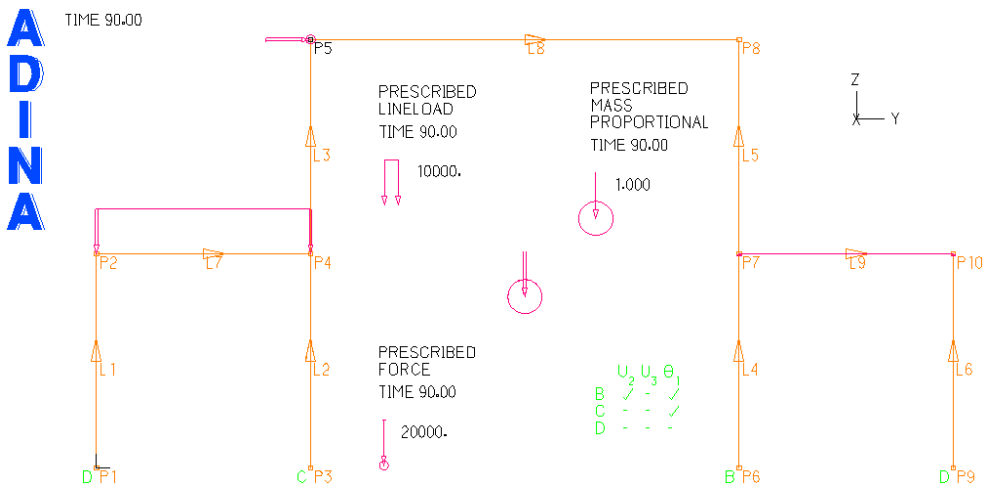 ADINA
TIME 90.00
P5
L8
P8
PRESCRIBED
LINELOAD
TIME 90.00
10000.
PRESCRIBED
MASS
PROPORTIONAL
TIME 90.00
1.000
Z
X
Y
L3
L5
P2
L7
P4
P7
L9
P10
PRESCRIBED
FORCE
TIME 90.00
20000.
L1
L2
L4
L6
U2 U3 θ1
B ✓ - ✓
C - - ✓
D - - -
D P1
C P3
B P6
D P9